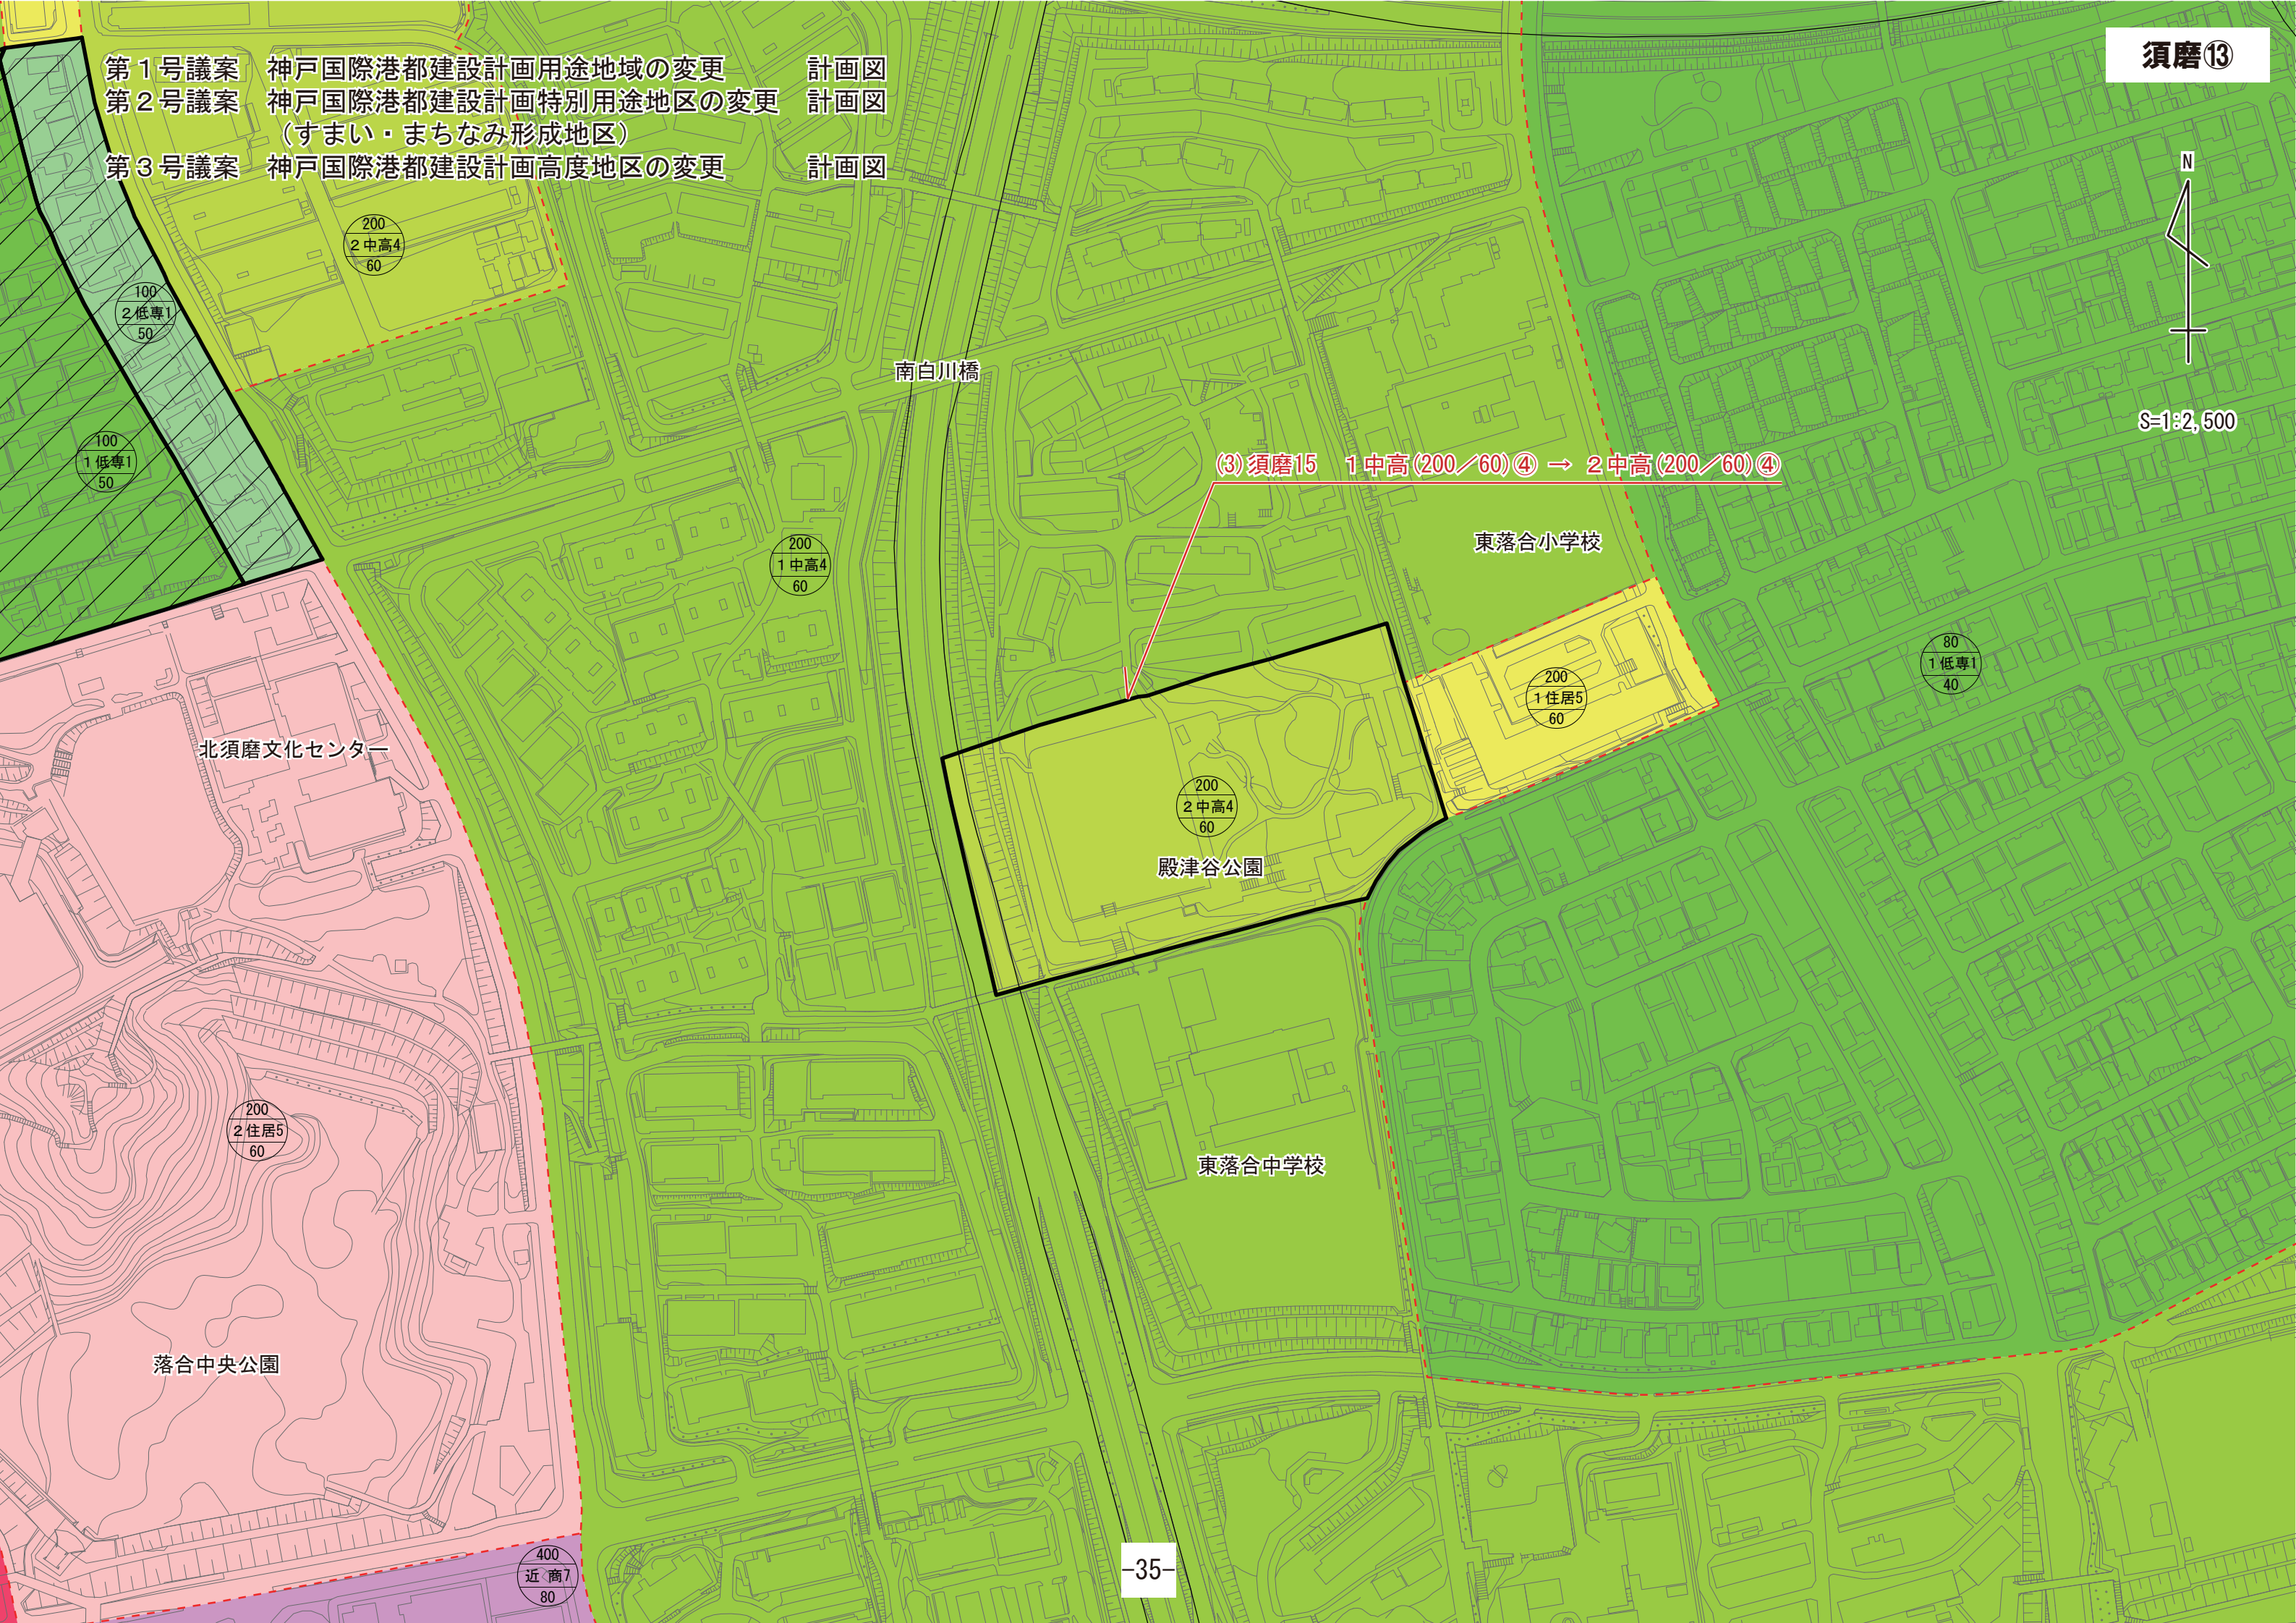 須磨⑬
第1号議案　神戸国際港都建設計画用途地域の変更　　　計画図
第2号議案　神戸国際港都建設計画特別用途地区の変更　計画図
（すまい・まちなみ形成地区）
第3号議案　神戸国際港都建設計画高度地区の変更　　　計画図
N
S=1:2,500
200
2中高4
60
100
2低専1
50
100
1低専1
50
南白川橋
(3)須磨15　1中高(200／60)④ → 2中高(200／60)④
東落合小学校
200
1中高4
60
200
1住居5
60
80
1低専1
40
北須磨文化センター
200
2中高4
60
殿津谷公園
200
2住居5
60
東落合中学校
落合中央公園
400
近 商7
80
-35-